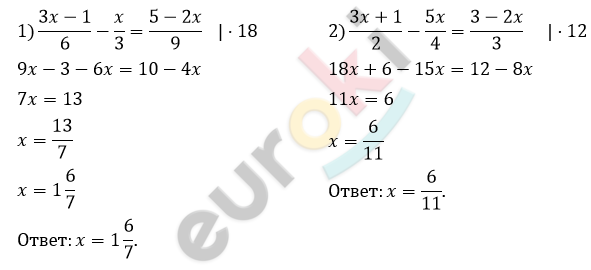 1) (3x − 1)/6 − x/3 = (5 − 2x)/9 | · 18
9x − 3 − 6x = 10 − 4x
7x = 13
x = 13/7
x = 1 6/7
Ответ: x = 1 6/7.
2) (3x + 1)/2 − 5x/4 = (3 − 2x)/3 | · 12
18x + 6 − 15x = 12 − 8x
11x = 6
x = 6/11
Ответ: x = 6/11.
euroki